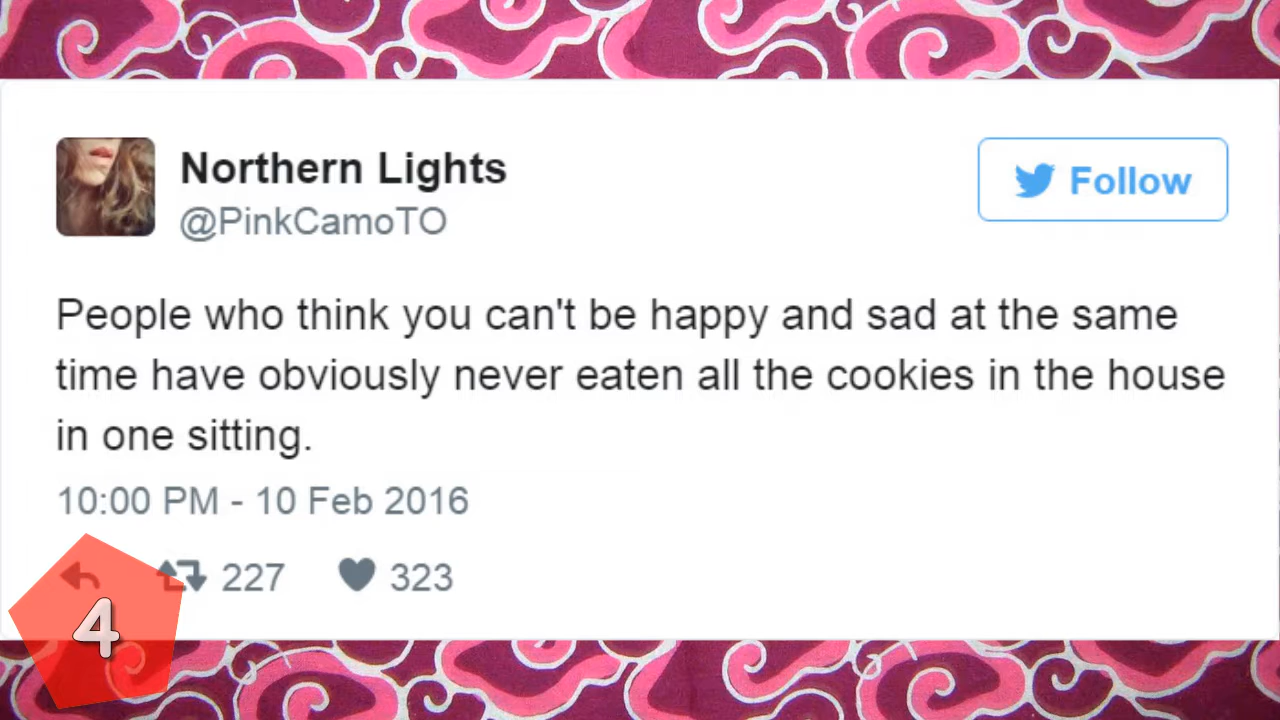 Northern Lights
@PinkCamoTO
Follow
People who think you can't be happy and sad at the same
time have obviously never eaten all the cookies in the house
in one sitting.
10:00 PM - 10 Feb 2016
227 323
4